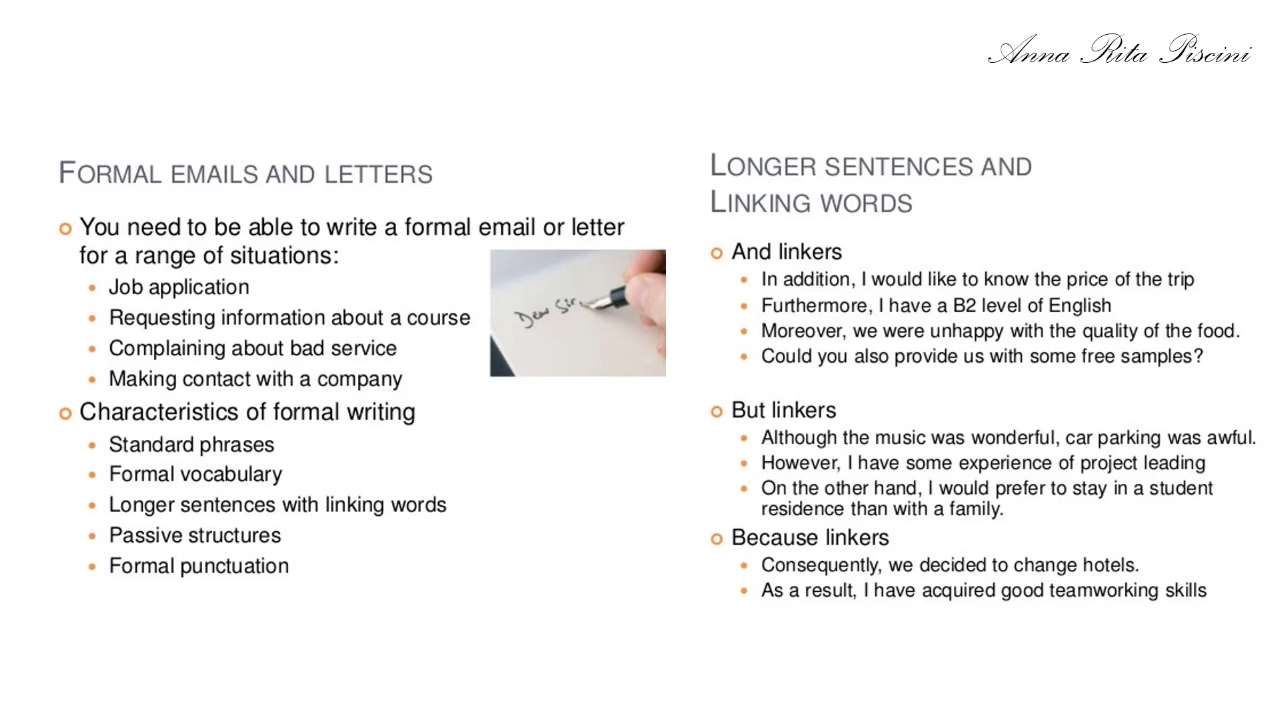 Anna Rita Piscini
FORMAL EMAILS AND LETTERS
You need to be able to write a formal email or letter
for a range of situations:
Job application
Requesting information about a course
Complaining about bad service
Making contact with a company
Characteristics of formal writing
Standard phrases
Formal vocabulary
Longer sentences with linking words
Passive structures
Formal punctuation
Dear Sir,
LONGER SENTENCES AND
LINKING WORDS
And linkers
In addition, I would like to know the price of the trip
Furthermore, I have a B2 level of English
Moreover, we were unhappy with the quality of the food.
Could you also provide us with some free samples?
But linkers
Although the music was wonderful, car parking was awful.
However, I have some experience of project leading
On the other hand, I would prefer to stay in a student
residence than with a family.
Because linkers
Consequently, we decided to change hotels.
As a result, I have acquired good teamworking skills